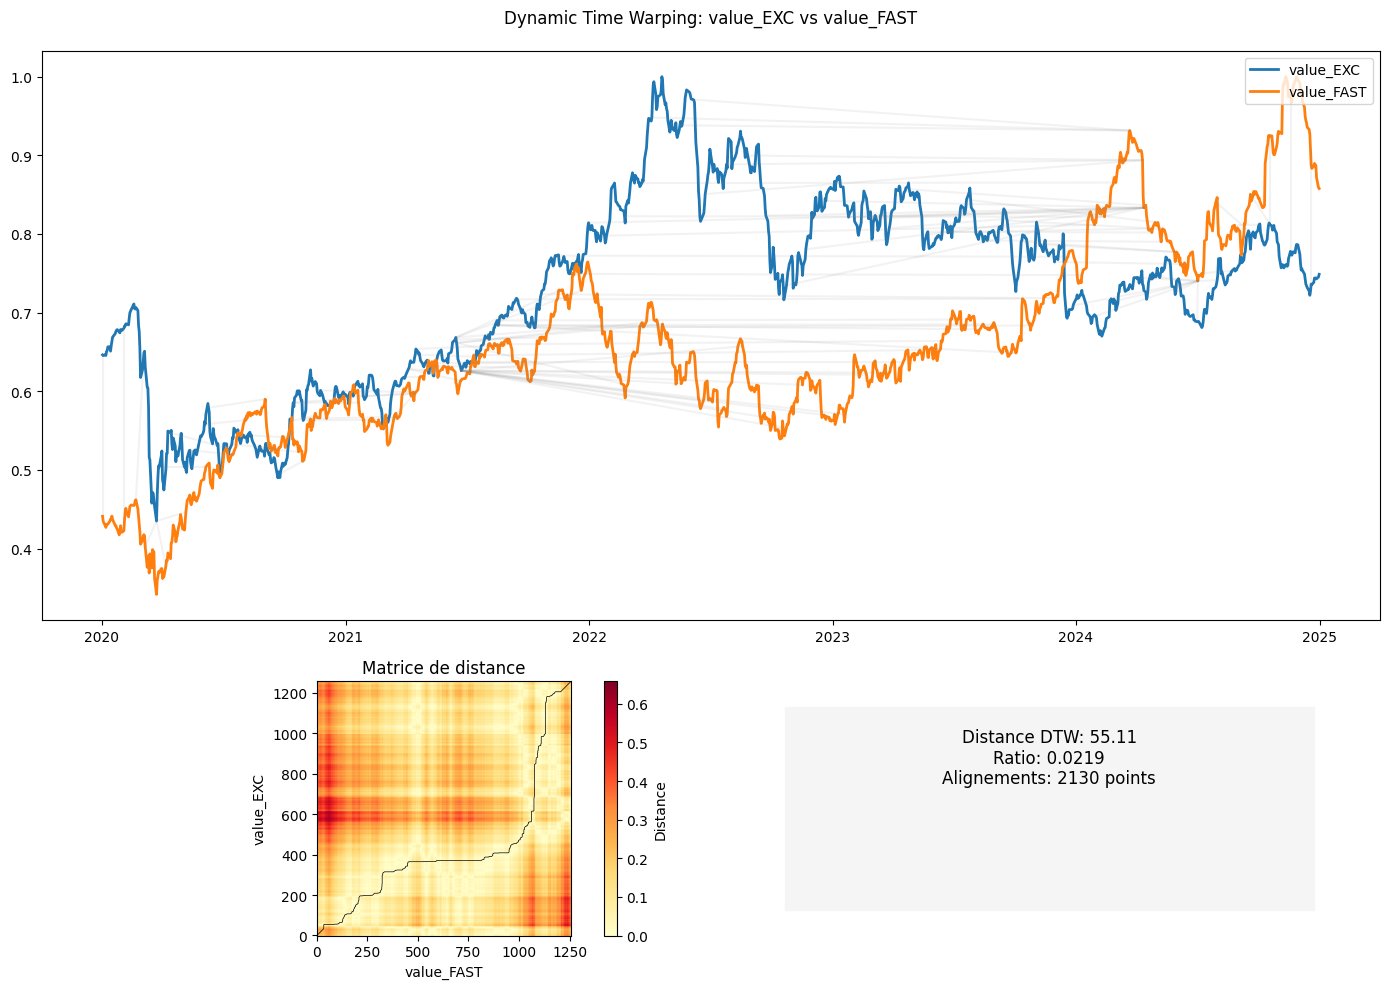 Dynamic Time Warping: value_EXC vs value_FAST
value_EXC
value_FAST
1.0
0.9
0.8
0.7
0.6
0.5
0.4
2020 2021 2022 2023 2024 2025
Matrice de distance
1200
1000
800
600
400
200
0
value_EXC
0 250 500 750 1000 1250
value_FAST
0.6
0.5
0.4
0.3
0.2
0.1
0.0
Distance
Distance DTW: 55.11
Ratio: 0.0219
Alignements: 2130 points